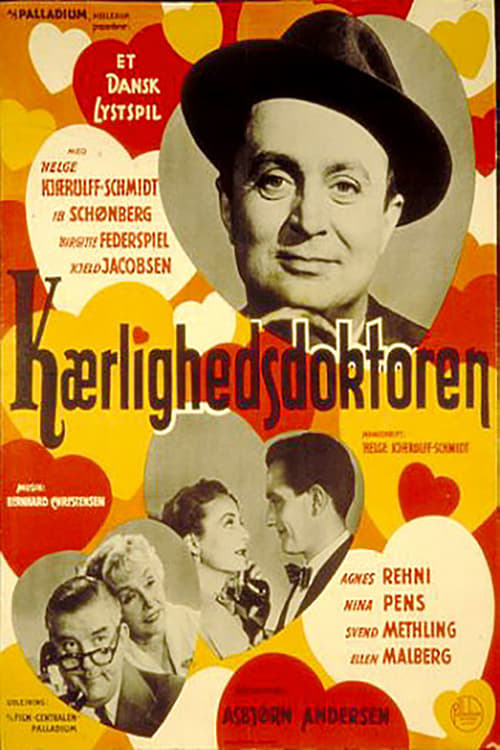 A/S PALLADIUM, HELLERUP
præsenterer:
ET
DANSK
LYSTSPIL
MED
HELGE
KJÆRULFF-SCHMIDT
IB SCHØNBERG
BIRGITTE FEDERSPIEL
KJELD JACOBSEN
Kærlighedsdoktoren
MANUSKRIPT:
HELGE KJÆRULFF-SCHMIDT
MUSIK:
BERNHARD CHRISTENSEN
AGNES REHNI
NINA PENS
SVEND METHLING
ELLEN MALBERG
UDLEJNING:
A/S FILM-CENTRALEN
PALLADIUM
ASBJØRN ANDERSEN